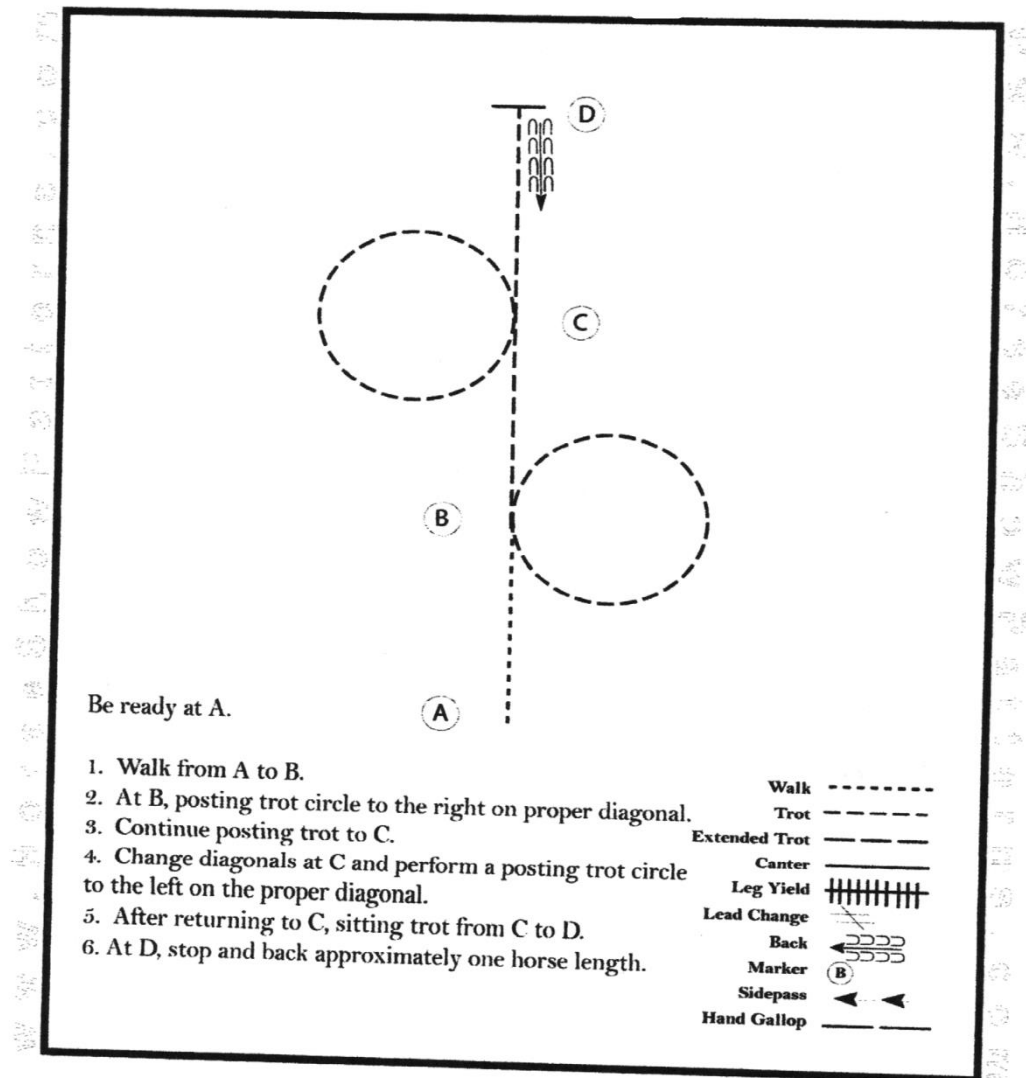 D
C
B
A
Be ready at A.
1. Walk from A to B.
2. At B, posting trot circle to the right on proper diagonal.
3. Continue posting trot to C.
4. Change diagonals at C and perform a posting trot circle
to the left on the proper diagonal.
5. After returning to C, sitting trot from C to D.
6. At D, stop and back approximately one horse length.
Walk
Trot
Extended Trot
Canter
Leg Yield
Lead Change
Back
Marker B
Sidepass
Hand Gallop